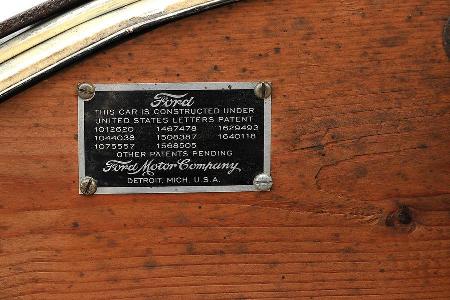 Ford
THIS CAR IS CONSTRUCTED UNDER
UNITED STATES LETTERS PATENT
1012620 1467478 1629493
1044038 1508387 1640118
1075557 1568505
OTHER PATENTS PENDING
Ford Motor Company
DETROIT, MICH. U.S.A.